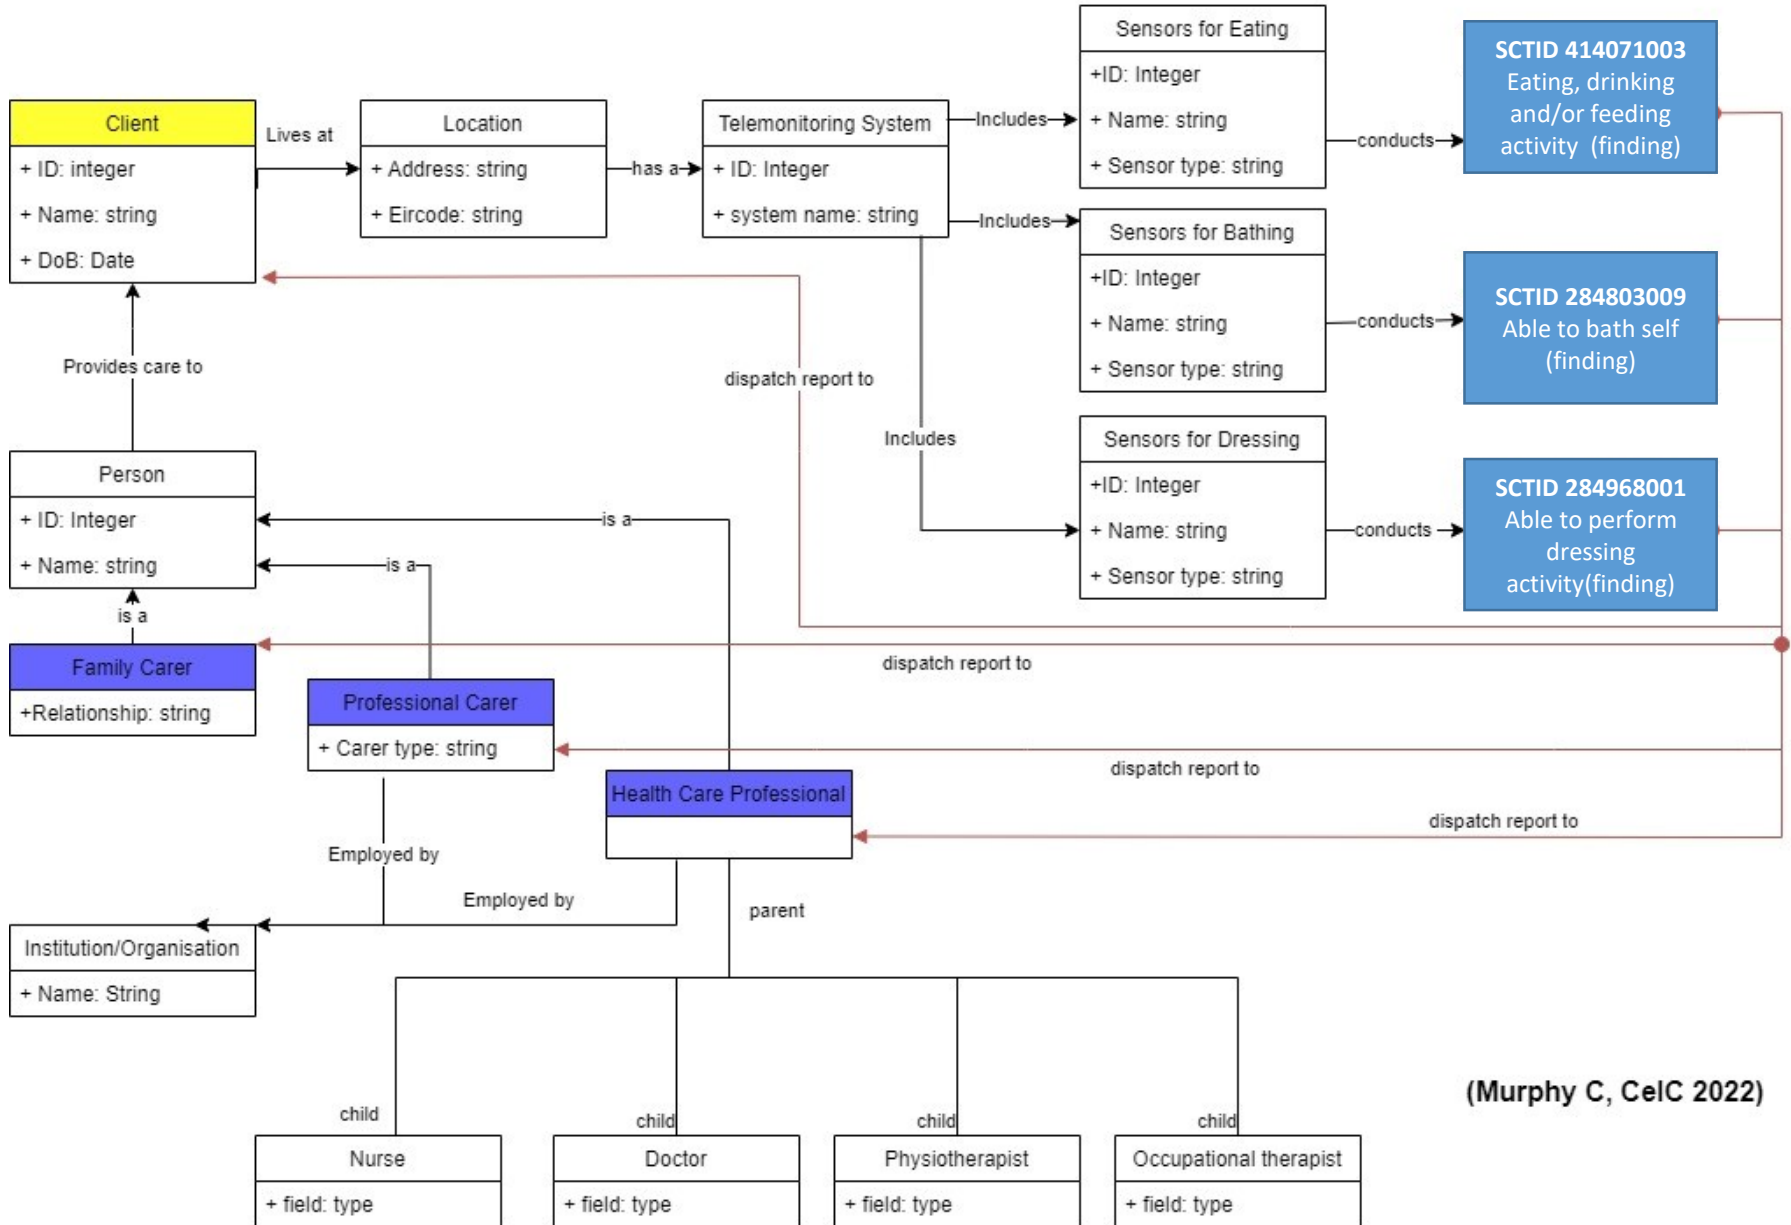 Client
+ ID: integer
+ Name: string
+ DoB: Date
Lives at
Location
+ Address: string
+ Eircode: string
has a
Telemonitoring System
+ ID: Integer
+ system name: string
Includes
Includes
Includes
Sensors for Eating
+ID: Integer
+ Name: string
+ Sensor type: string
conducts
SCTID 414071003
Eating, drinking
and/or feeding
activity (finding)
Sensors for Bathing
+ID: Integer
+ Name: string
+ Sensor type: string
conducts
SCTID 284803009
Able to bath self
(finding)
Sensors for Dressing
+ID: Integer
+ Name: string
+ Sensor type: string
conducts
SCTID 284968001
Able to perform
dressing
activity(finding)
Provides care to
dispatch report to
Person
+ ID: Integer
+ Name: string
is a
is a
is a
Family Carer
+Relationship: string
dispatch report to
Professional Carer
+ Carer type: string
dispatch report to
Health Care Professional
dispatch report to
Employed by
Employed by
parent
Institution/Organisation
+ Name: String
(Murphy C, CeIC 2022)
child
child
child
child
Nurse
+ field: type
Doctor
+ field: type
Physiotherapist
+ field: type
Occupational therapist
+ field: type